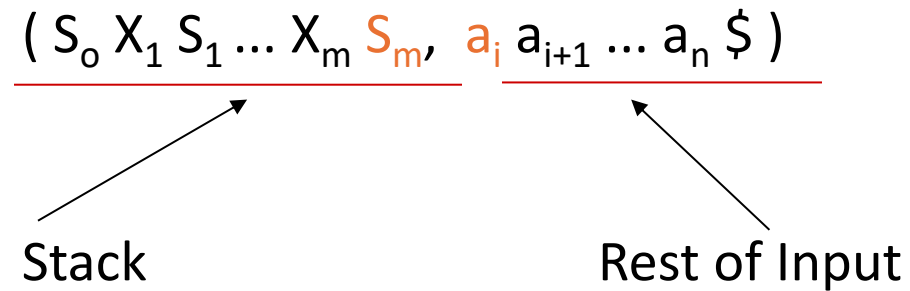 ( Sₒ X₁ S₁ ... Xₘ Sₘ, aᵢ aᵢ₊₁ ... aₙ $ )
Stack
Rest of Input